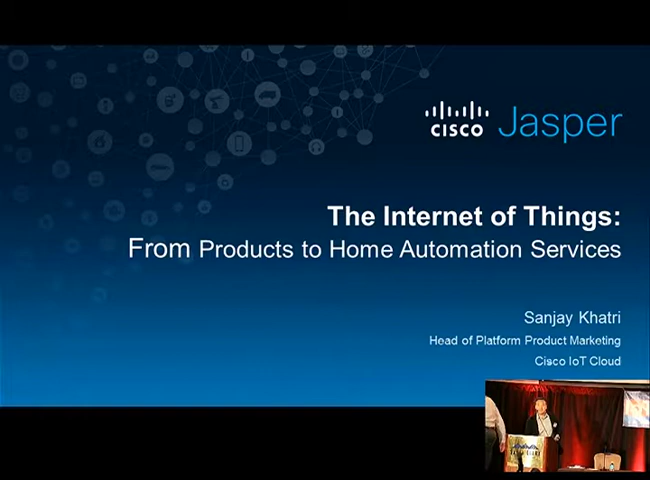 CISCO Jasper
The Internet of Things:
From Products to Home Automation Services
Sanjay Khatri
Head of Platform Product Marketing
Cisco IoT Cloud